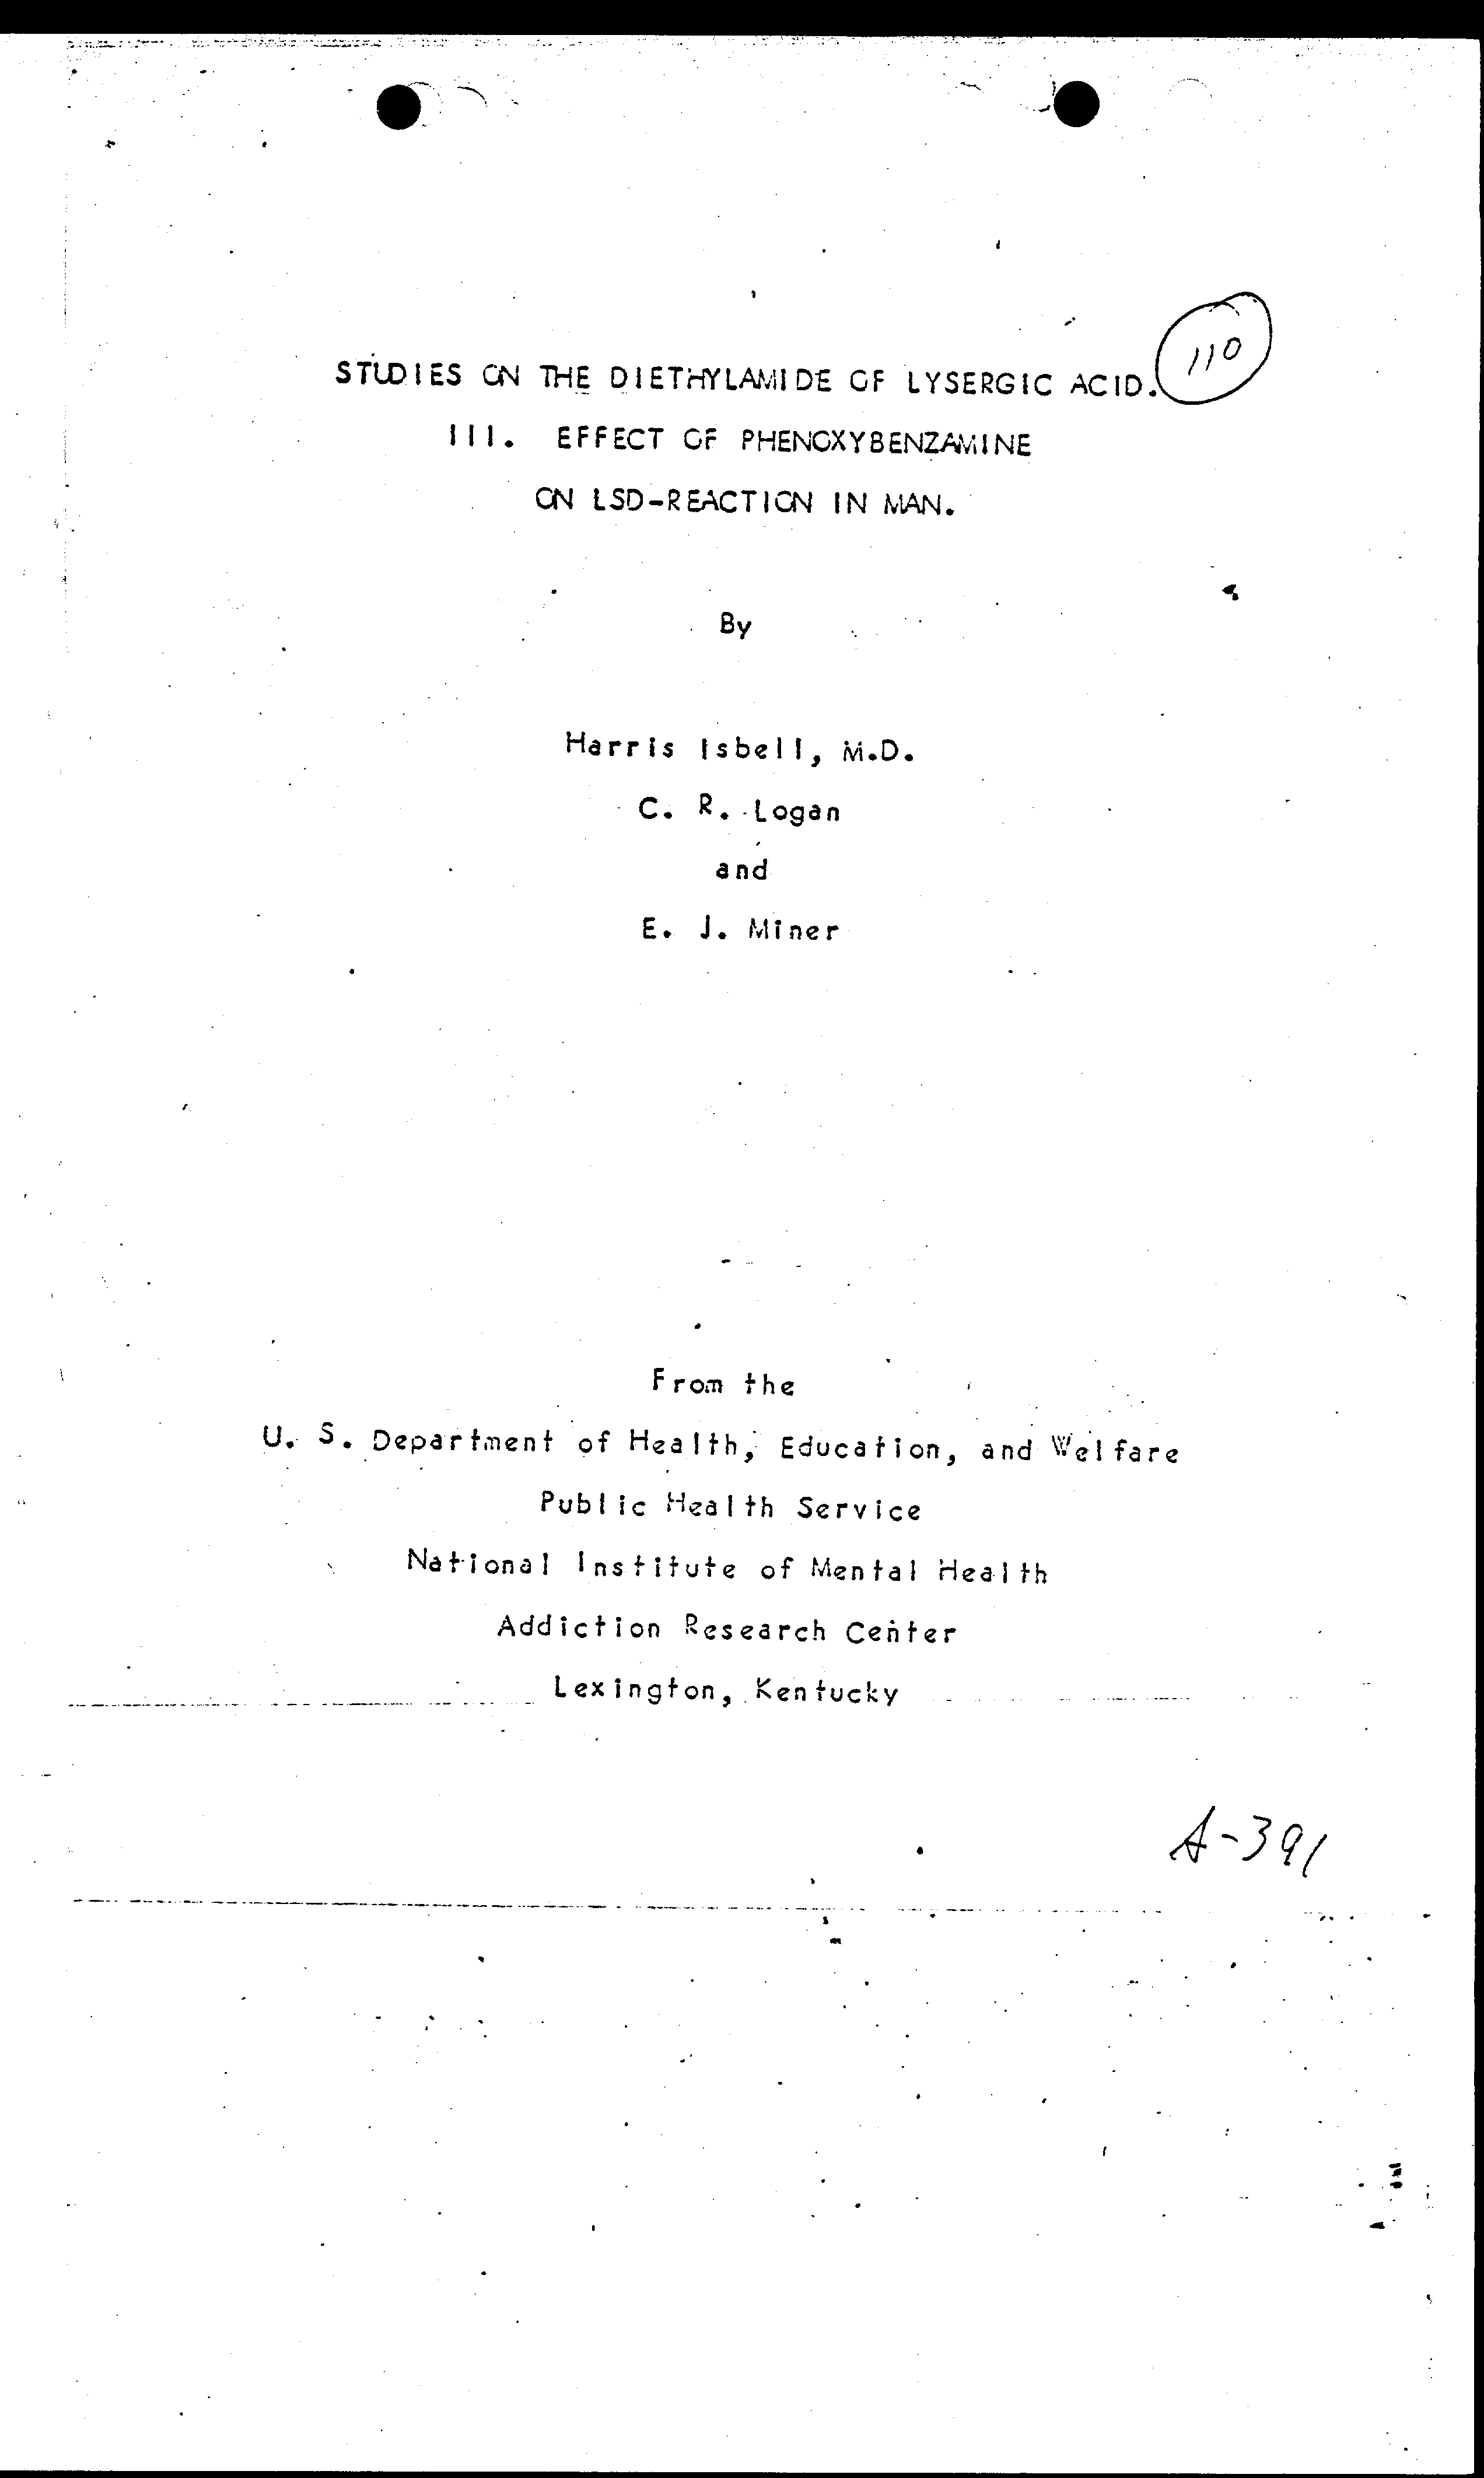 STUDIES ON THE DIETHYLAMIDE OF LYSERGIC ACID.
110
III. EFFECT OF PHENOXYBENZAMINE
ON LSD-REACTION IN MAN.
By
Harris Isbell, M.D.
C. R. Logan
and
E. J. Miner
From the
U. S. Department of Health, Education, and Welfare
Public Health Service
National Institute of Mental Health
Addiction Research Center
Lexington, Kentucky
A-391